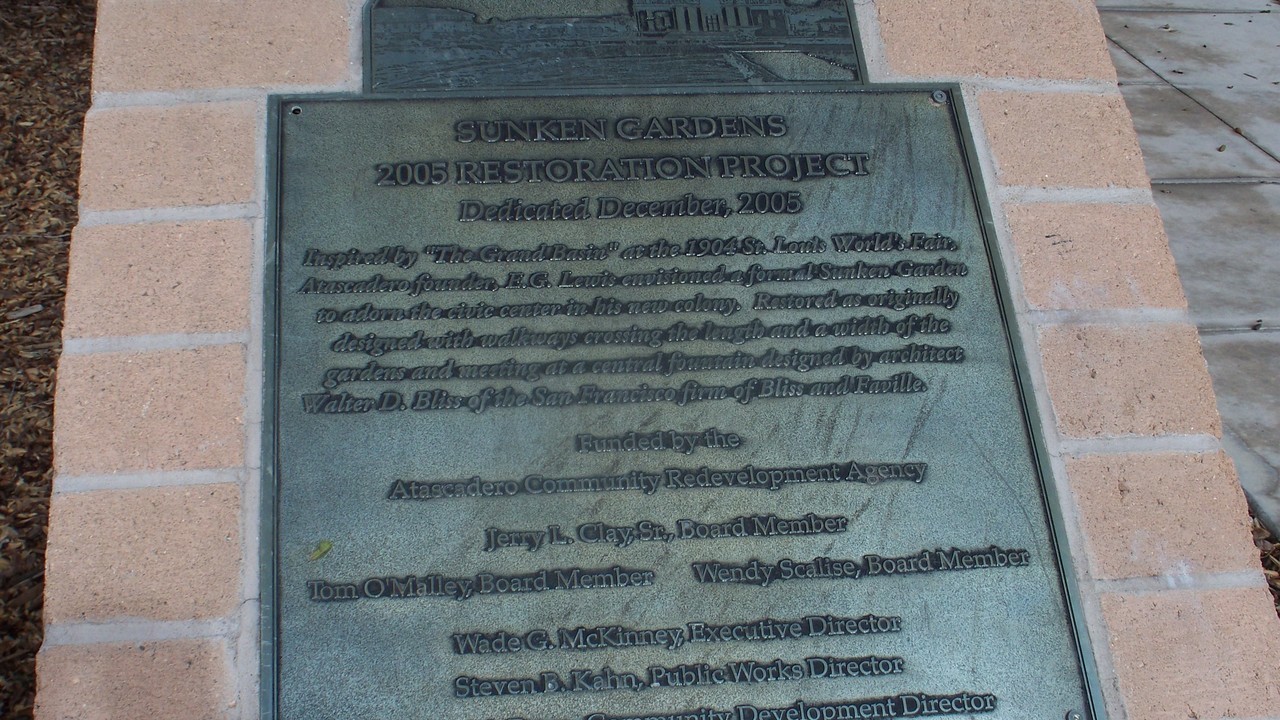 SUNKEN GARDENS
2005 RESTORATION PROJECT
Dedicated December, 2005
Inspired by "The Grand Basin" at the 1904 St. Louis World's Fair,
Atascadero founder, E.G. Lewis envisioned a formal Sunken Garden
to adorn the civic center in his new colony. Restored as originally
designed with walkways crossing the length and a width of the
gardens and meeting at a central fountain designed by architect
Walter D. Bliss of the San Francisco firm of Bliss and Faville.
Funded by the
Atascadero Community Redevelopment Agency
Jerry L. Clay, Sr., Board Member
Tom O'Malley, Board Member Wendy Scalise, Board Member
Wade G. McKinney, Executive Director
Steven B. Kahn, Public Works Director
Community Development Director